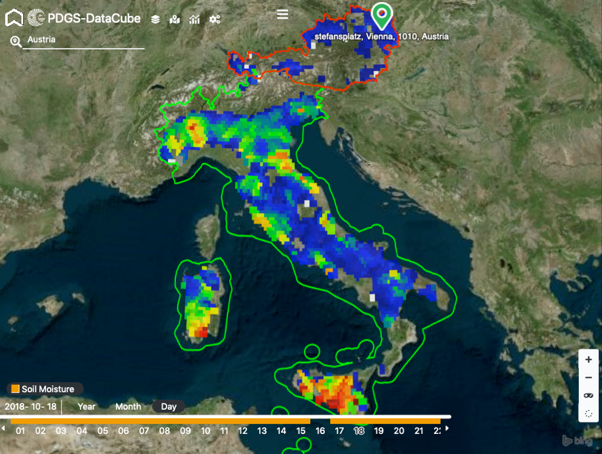 PDGS-DataCube
Austria
stefansplatz, Vienna, 1010, Austria
Soil Moisture
2018- 10- 18 Year Month Day
01 02 03 04 05 06 07 08 09 10 11 12 13 14 15 16 17 18 19 20 21
bing